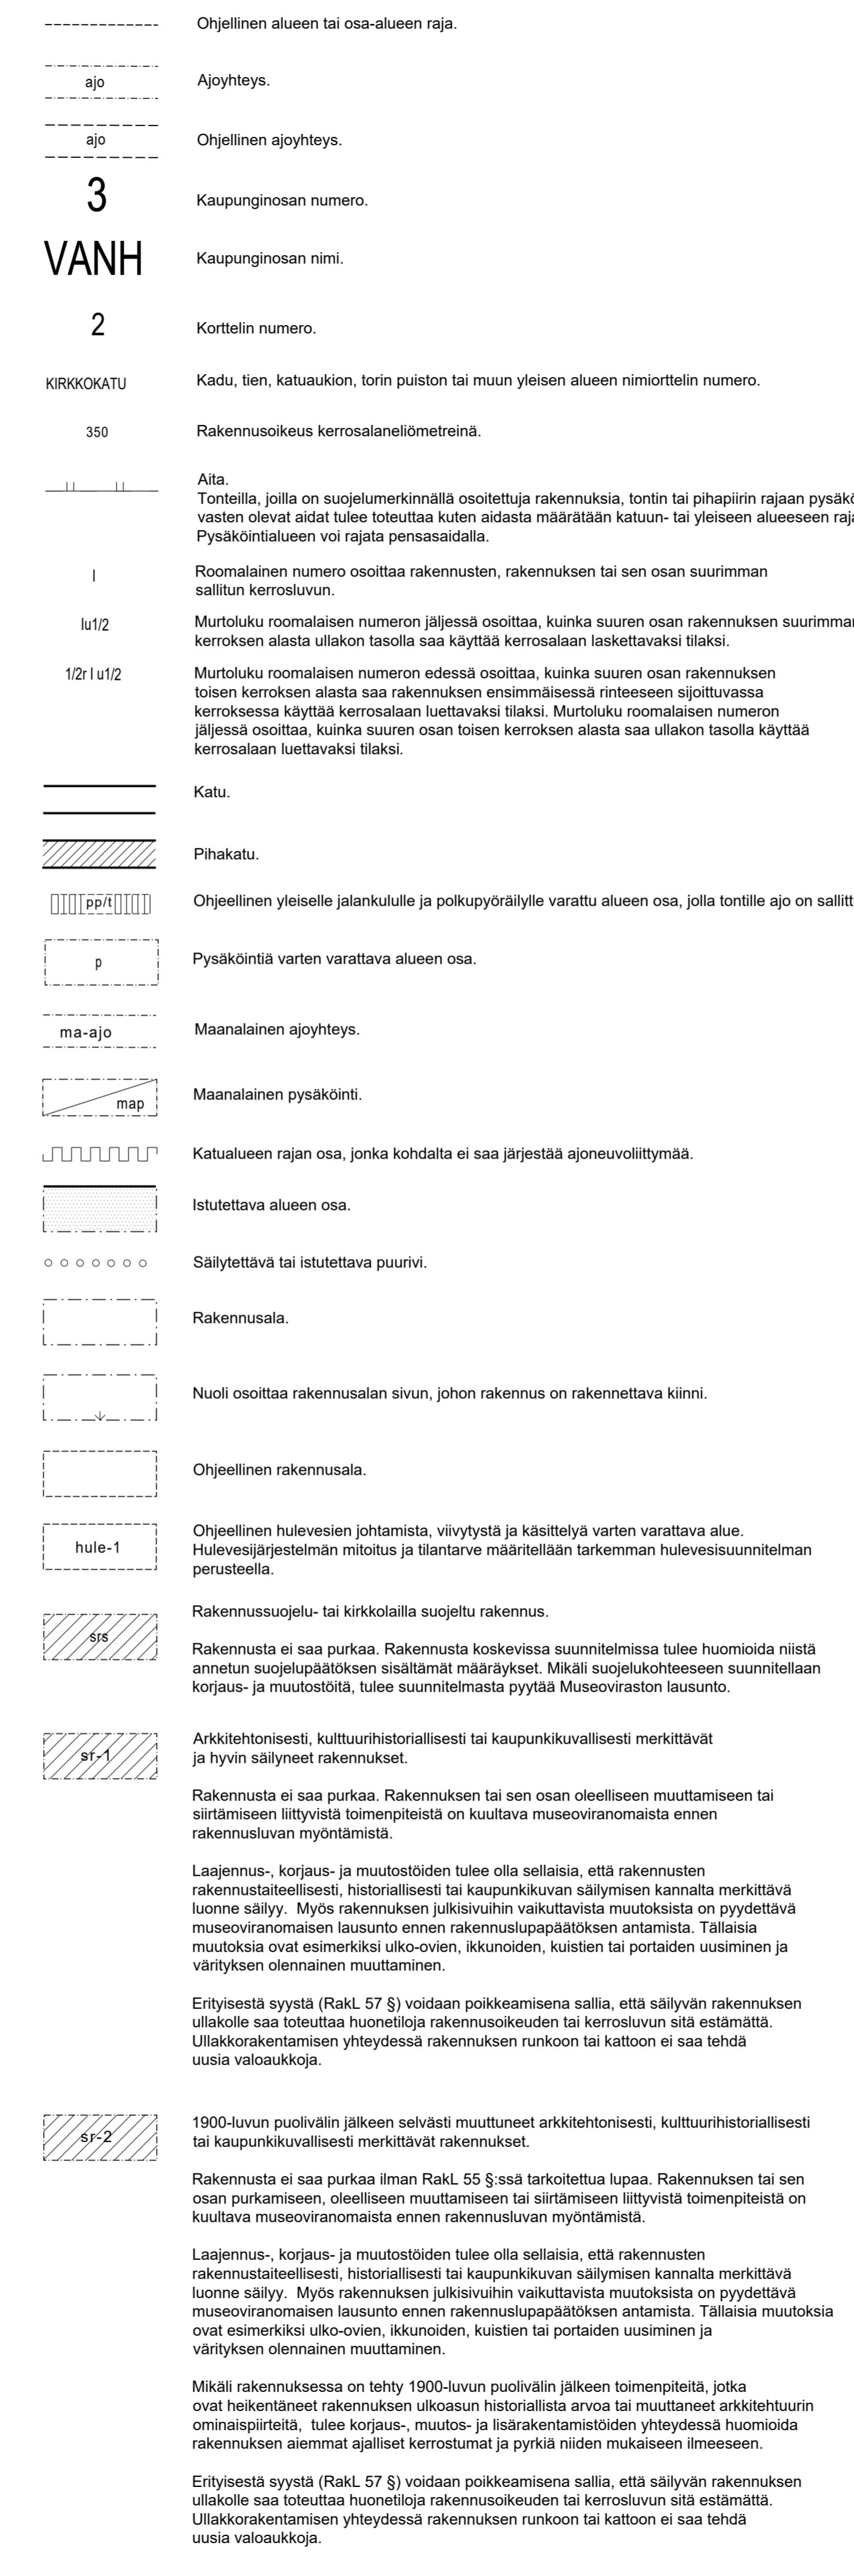 Ohjellinen alueen tai osa-alueen raja.
ajo Ajoyhteys.
ajo Ohjellinen ajoyhteys.
3 Kaupunginosan numero.
VANH Kaupunginosan nimi.
2 Korttelin numero.
KIRKKOKATU Kadu, tien, katuaukion, torin puiston tai muun yleisen alueen nimiorttelin numero.
350 Rakennusoikeus kerrosalaneliömetreinä.
Aita.
Tonteilla, joilla on suojelumerkinnällä osoitettuja rakennuksia, tontin tai pihapiirin rajaan
vasten olevat aidat tulee toteuttaa kuten aidasta määrätään katuun- tai yleiseen alueeseen
Pysäköintialueen voi rajata pensasaidalla.
I Roomalainen numero osoittaa rakennusten, rakennuksen tai sen osan suurimman
sallitun kerrosluvun.
Iu1/2 Murtoluku roomalaisen numeron jäljessä osoittaa, kuinka suuren osan rakennuksen
kerroksen alasta ullakon tasolla saa käyttää kerrosalaan laskettavaksi tilaksi.
1/2r I u1/2 Murtoluku roomalaisen numeron edessä osoittaa, kuinka suuren osan rakennuksen
toisen kerroksen alasta saa rakennuksen ensimmäisessä rinteeseen sijoittuvassa
kerroksessa käyttää kerrosalaan luettavaksi tilaksi. Murtoluku roomalaisen numeron
jäljessä osoittaa, kuinka suuren osan toisen kerroksen alasta saa ullakon tasolla käyttää
kerrosalaan luettavaksi tilaksi.
Katu.
Pihakatu.
pp/t Ohjeellinen yleiselle jalankululle ja polkupyöräilylle varattu alueen osa, jolla tontille ajo on
p Pysäköintiä varten varattava alueen osa.
ma-ajo Maanalainen ajoyhteys.
map Maanalainen pysäköinti.
Katualueen rajan osa, jonka kohdalta ei saa järjestää ajoneuvoliittymää.
Istutettava alueen osa.
Säilytettävä tai istutettava puurivi.
Rakennusala.
Nuoli osoittaa rakennusalan sivun, johon rakennus on rakennettava kiinni.
Ohjeellinen rakennusala.
hule-1 Ohjeellinen hulevesien johtamista, viivytystä ja käsittelyä varten varattava alue.
Hulevesijärjestelmän mitoitus ja tilantarve määritellään tarkemman hulevesisuunnitelman
perusteella.
srs Rakennussuojelu- tai kirkkolailla suojeltu rakennus.
Rakennusta ei saa purkaa. Rakennusta koskevissa suunnitelmissa tulee huomioida niistä
annetun suojelupäätöksen sisältämät määräykset. Mikäli suojelukohteeseen suunnitellaan
korjaus- ja muutostöitä, tulee suunnitelmasta pyytää Museoviraston lausunto.
sr-1 Arkkitehtonisesti, kulttuurihistoriallisesti tai kaupunkikuvallisesti merkittävät
ja hyvin säilyneet rakennukset.
Rakennusta ei saa purkaa. Rakennuksen tai sen osan oleelliseen muuttamiseen tai
siirtämiseen liittyvistä toimenpiteistä on kuultava museoviranomaista ennen
rakennusluvan myöntämistä.
Laajennus-, korjaus- ja muutostöiden tulee olla sellaisia, että rakennusten
rakennustaiteellisesti, historiallisesti tai kaupunkikuvan säilymisen kannalta merkittävä
luonne säilyy. Myös rakennuksen julkisivuihin vaikuttavista muutoksista on pyydettävä
museoviranomaisen lausunto ennen rakennuslupapäätöksen antamista. Tällaisia
muutoksia ovat esimerkiksi ulko-ovien, ikkunoiden, kuistien tai portaiden uusiminen ja
värityksen olennainen muuttaminen.
Erityisestä syystä (RakL 57 §) voidaan poikkeamisena sallia, että säilyvän rakennuksen
ullakolle saa toteuttaa huonetiloja rakennusoikeuden tai kerrosluvun sitä estämättä.
Ullakkorakentamisen yhteydessä rakennuksen runkoon tai kattoon ei saa tehdä
uusia valoaukkoja.
sr-2 1900-luvun puolivälin jälkeen selvästi muuttuneet arkkitehtonisesti, kulttuurihistoriallisesti
tai kaupunkikuvallisesti merkittävät rakennukset.
Rakennusta ei saa purkaa ilman RakL 55 §:ssä tarkoitettua lupaa. Rakennuksen tai sen
osan purkamiseen, oleelliseen muuttamiseen tai siirtämiseen liittyvistä toimenpiteistä on
kuultava museoviranomaista ennen rakennusluvan myöntämistä.
Laajennus-, korjaus- ja muutostöiden tulee olla sellaisia, että rakennusten
rakennustaiteellisesti, historiallisesti tai kaupunkikuvan säilymisen kannalta merkittävä
luonne säilyy. Myös rakennuksen julkisivuihin vaikuttavista muutoksista on pyydettävä
museoviranomaisen lausunto ennen rakennuslupapäätöksen antamista. Tällaisia muutoksia
ovat esimerkiksi ulko-ovien, ikkunoiden, kuistien tai portaiden uusiminen ja
värityksen olennainen muuttaminen.
Mikäli rakennuksessa on tehty 1900-luvun puolivälin jälkeen toimenpiteitä, jotka
ovat heikentäneet rakennuksen ulkoasun historiallista arvoa tai muuttaneet arkkitehtuurin
ominaispiirteitä, tulee korjaus-, muutos- ja lisärakentamistöiden yhteydessä huomioida
rakennuksen aiemmat ajalliset kerrostumat ja pyrkiä niiden mukaiseen ilmeeseen.
Erityisestä syystä (RakL 57 §) voidaan poikkeamisena sallia, että säilyvän rakennuksen
ullakolle saa toteuttaa huonetiloja rakennusoikeuden tai kerrosluvun sitä estämättä.
Ullakkorakentamisen yhteydessä rakennuksen runkoon tai kattoon ei saa tehdä
uusia valoaukkoja.